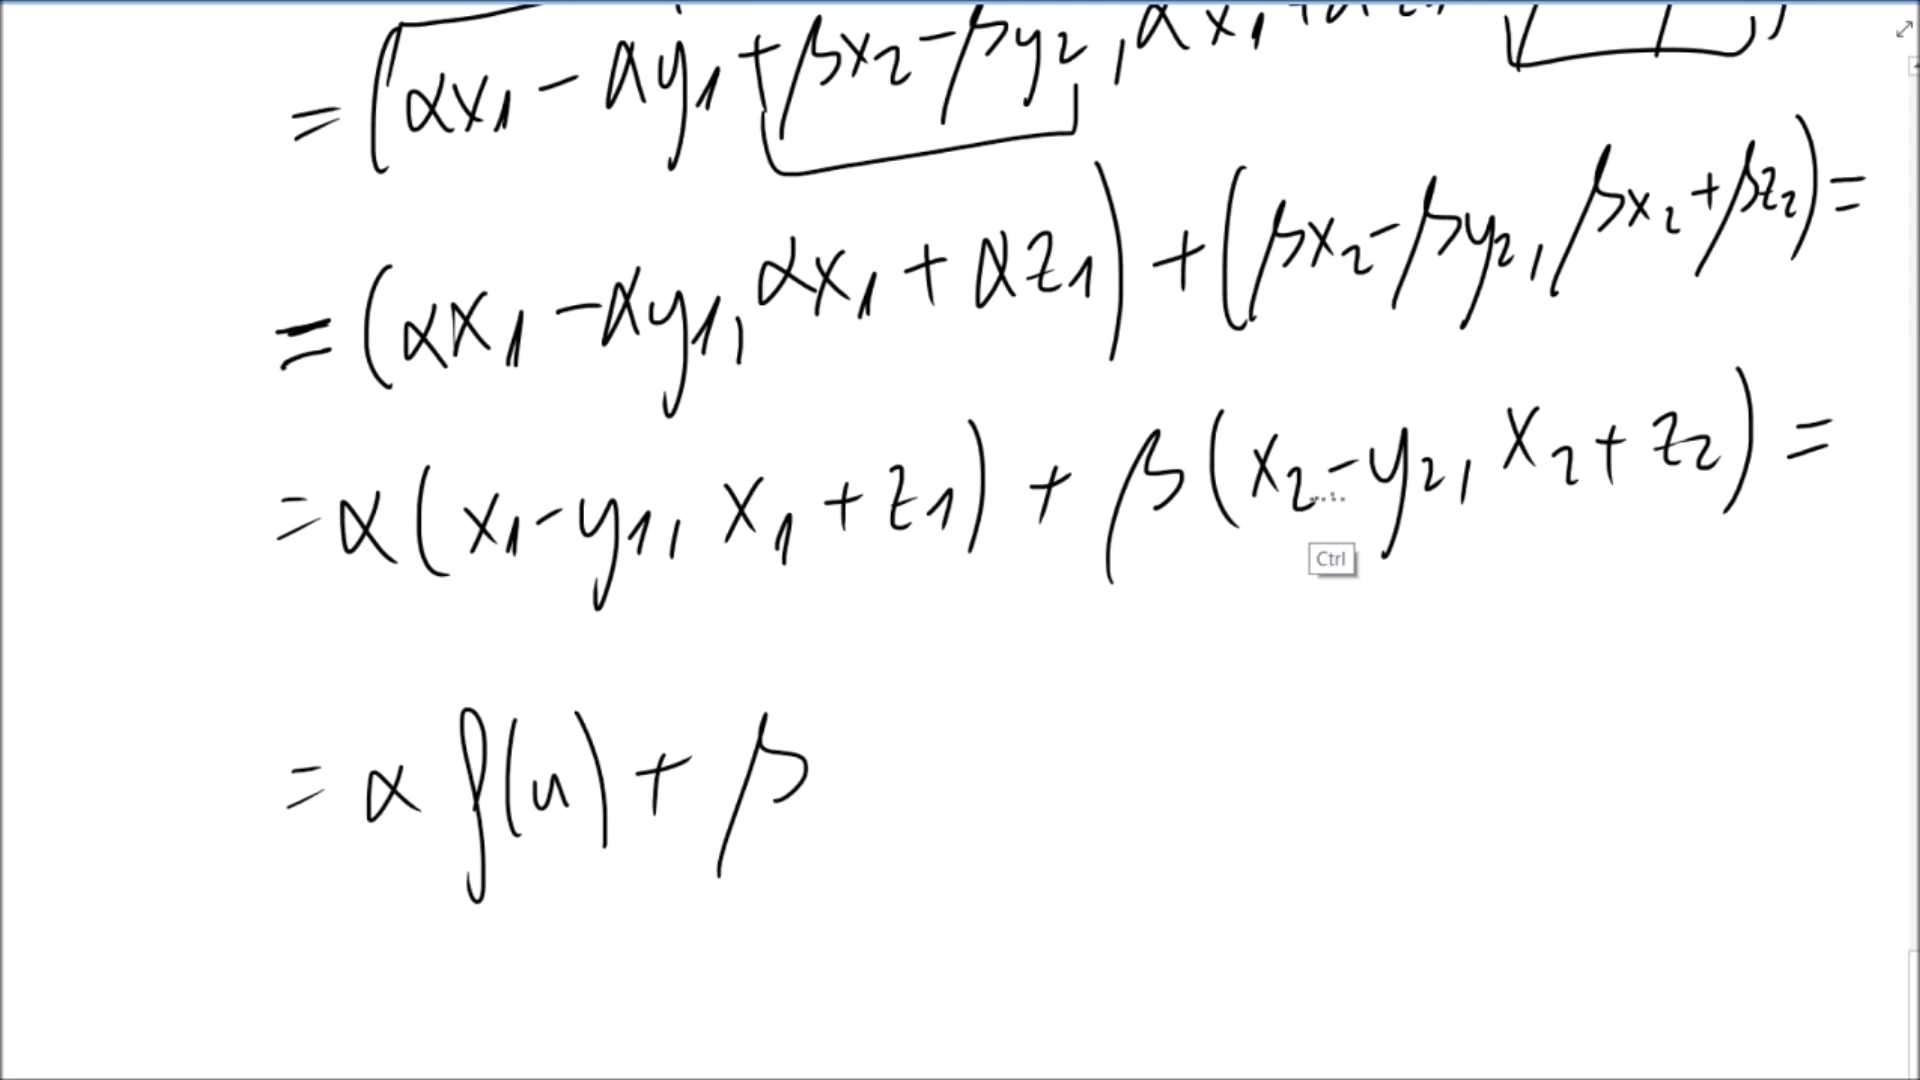 = (αx₁ - αy₁ + βx₂ - βy₂, αx₁ + α
= (αx₁ - αy₁, αx₁ + αz₁) + (βx₂ - βy₂, βx₂ + βz₂) =
= α(x₁ - y₁, x₁ + z₁) + β(x₂ - y₂, x₂ + z₂) =
Ctrl
= α f(u) + β